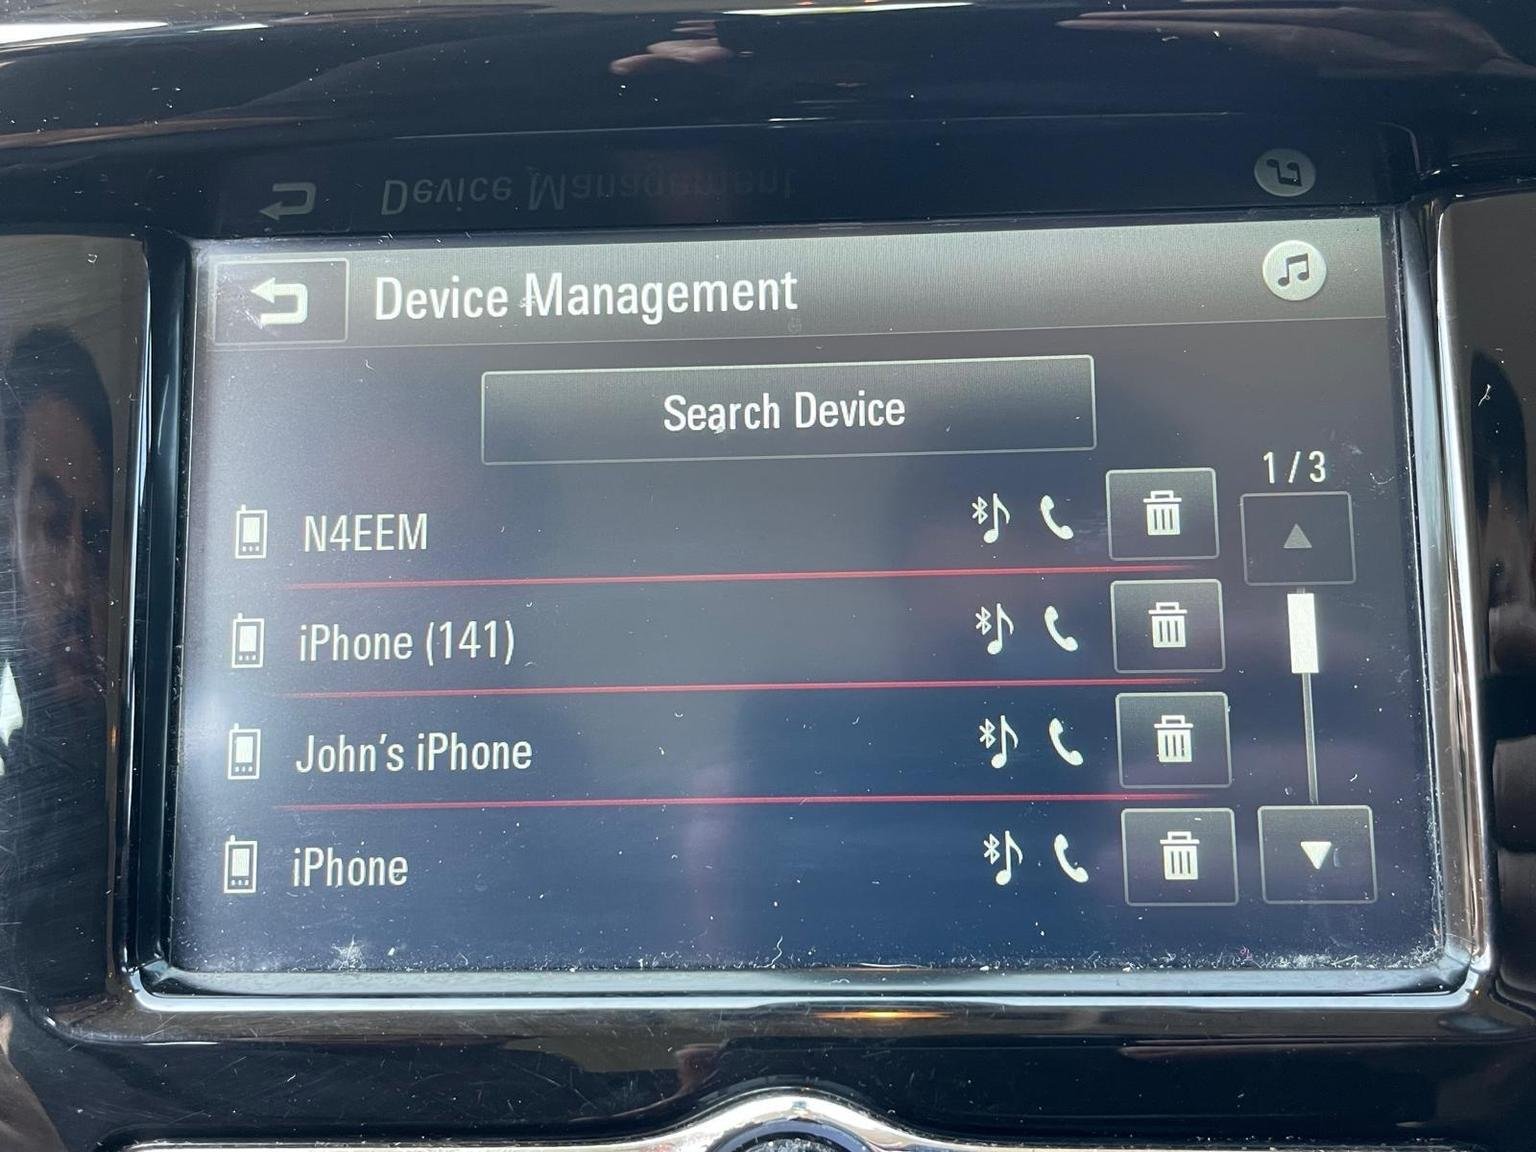 Device Management
Search Device
1 / 3
N4EEM
iPhone (141)
John's iPhone
iPhone